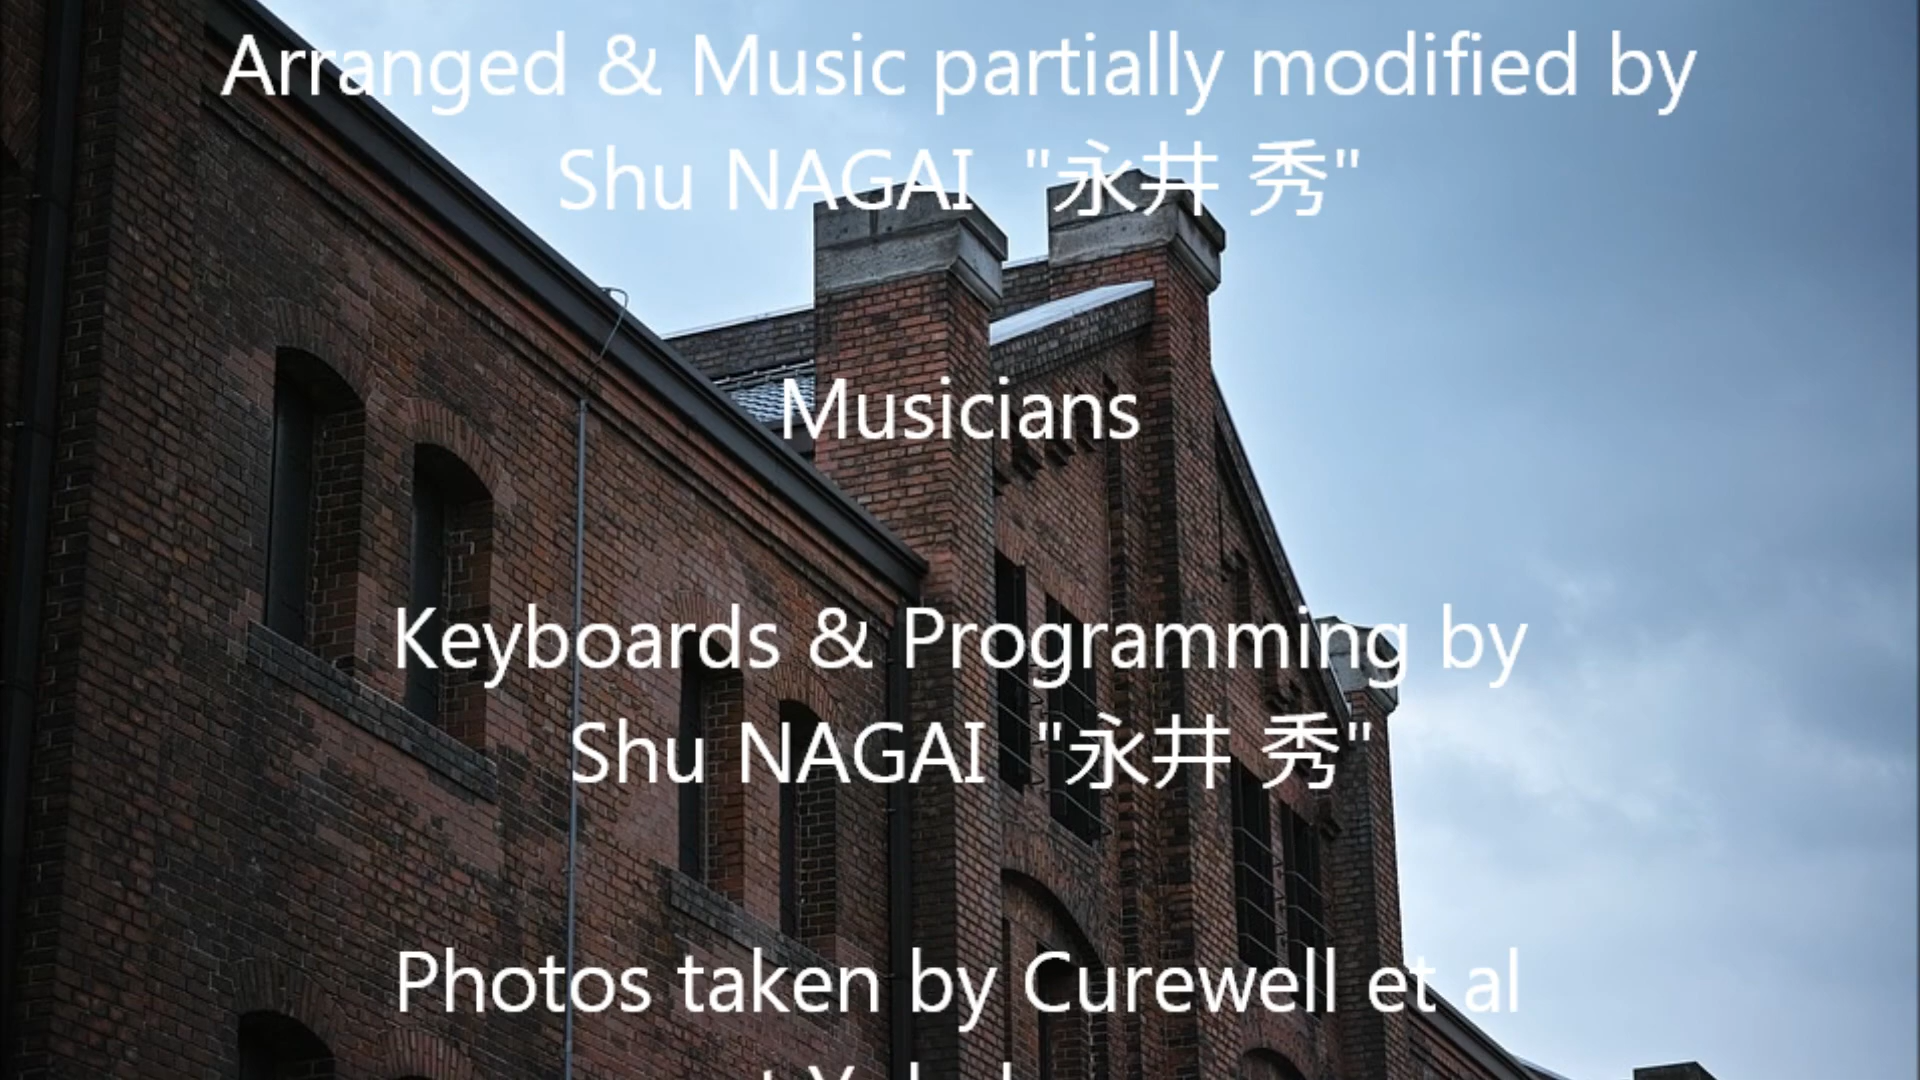 Arranged & Music partially modified by
Shu NAGAI "永井 秀"
Musicians
Keyboards & Programming by
Shu NAGAI "永井 秀"
Photos taken by Curewell et al